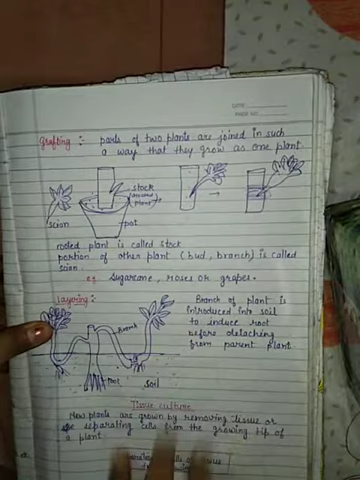 DATE:
PAGE NO.:
Grafting :- parts of two plants are joined in such
a way that they grow as one plant
stock
plant
scion
pot
rooted plant is called stock
portion of other plant (bud, branch) is called
scion.
eg Sugarcane, roses or grapes.
Layering :-
Branch of plant is
introduced into soil
to induce root
before detaching
from parent plant.
Branch
Root
Soil
Tissue culture
New plants are grown by removing tissue or
separating cells from the growing tip of
a plant